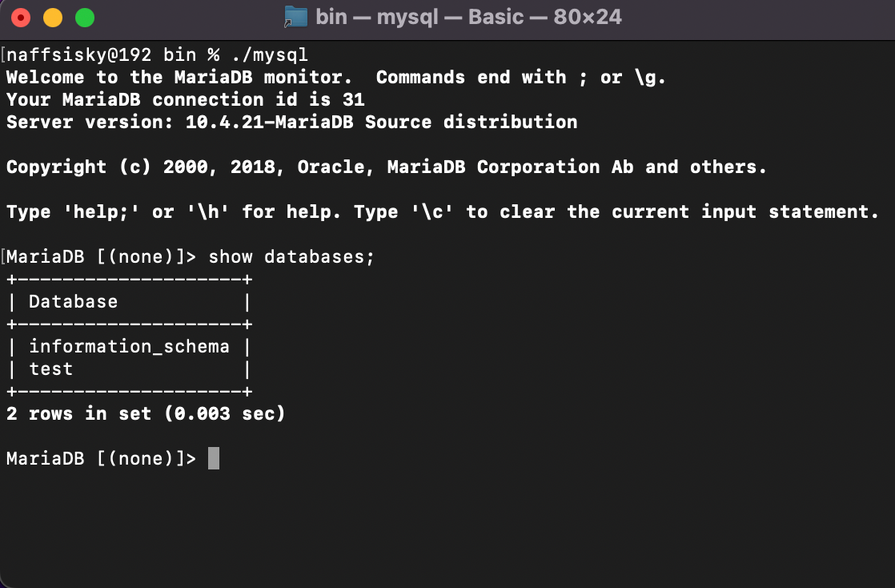 bin — mysql — Basic — 80×24
[naffsisky@192 bin % ./mysql
Welcome to the MariaDB monitor.  Commands end with ; or \g.
Your MariaDB connection id is 31
Server version: 10.4.21-MariaDB Source distribution
Copyright (c) 2000, 2018, Oracle, MariaDB Corporation Ab and others.
Type 'help;' or '\h' for help. Type '\c' to clear the current input statement.
[MariaDB [(none)]> show databases;
+--------------------+
| Database           |
+--------------------+
| information_schema |
| test               |
+--------------------+
2 rows in set (0.003 sec)
MariaDB [(none)]>